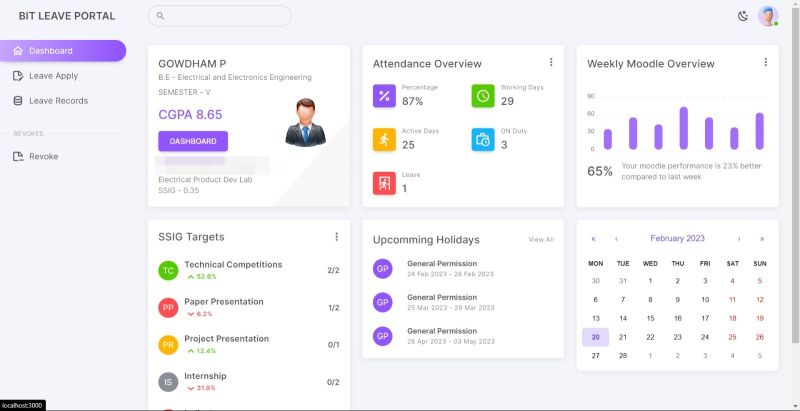 BIT LEAVE PORTAL
Dashboard
Leave Apply
Leave Records
REVOKES
Revoke
GOWDHAM P
B.E - Electrical and Electronics Engineering
SEMESTER - V
CGPA 8.65
DASHBOARD
Electrical Product Dev Lab
SSIG - 0.35
Attendance Overview
Percentage
87%
Working Days
29
Active Days
25
ON Duty
3
Leave
1
Weekly Moodle Overview
90
60
30
0
65%
Your moodle performance is 23% better
compared to last week
SSIG Targets
TC
Technical Competitions
52.6%
2/2
PP
Paper Presentation
6.2%
1/2
PR
Project Presentation
12.4%
0/1
IS
Internship
31.9%
0/2
Upcomming Holidays
View All
GP
General Permission
24 Feb 2023 - 28 Feb 2023
GP
General Permission
25 Mar 2023 - 29 Mar 2023
GP
General Permission
28 Apr 2023 - 03 May 2023
« ‹ February 2023 › »
MON TUE WED THU FRI SAT SUN
30 31 1 2 3 4 5
6 7 8 9 10 11 12
13 14 15 16 17 18 19
20 21 22 23 24 25 26
27 28 1 2 3 4 5
localhost:3000